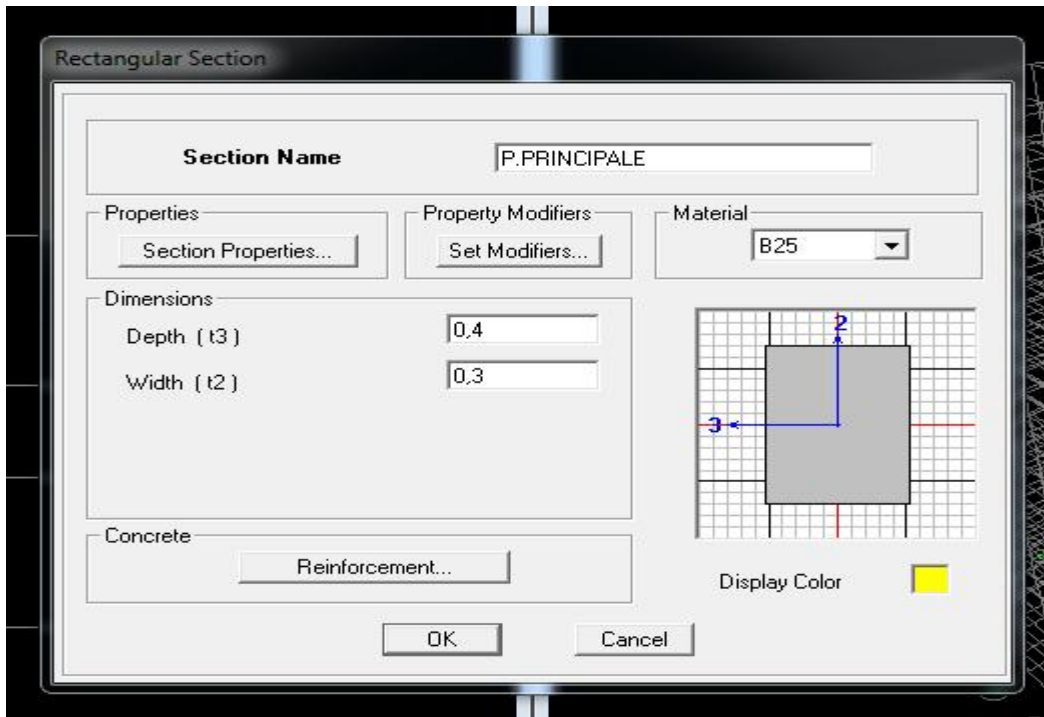 Rectangular Section
Section Name P.PRINCIPALE
Properties Property Modifiers Material
Section Properties... Set Modifiers... B25
Dimensions
Depth ( t3 ) 0,4
Width ( t2 ) 0,3
2
3
Concrete
Reinforcement...
Display Color
OK Cancel